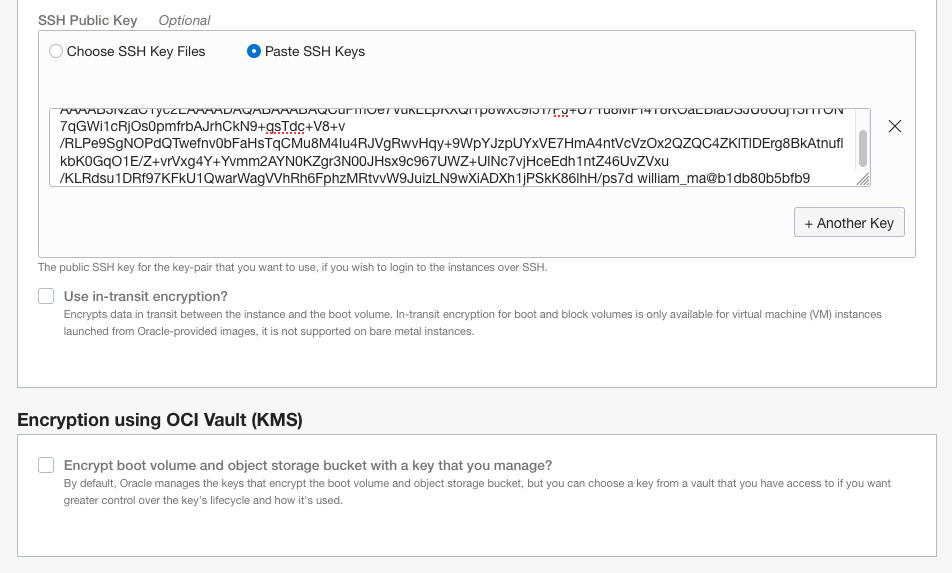 SSH Public Key Optional
Choose SSH Key Files Paste SSH Keys
7qGWi1cRjOs0pmfrbAJrhCkN9+gsTdc+V8+v
/RLPe9SgNOPdQTwefnv0bFaHsTqCMu8M4Iu4RJVgRwvHqy+9WpYJzpUYxVE7HmA4ntVcVzOx2QZQC4ZKlTlDErg8BkAtnufl
kbK0GqO1E/Z+vrVxg4Y+Yvmm2AYN0KZgr3N00JHsx9c967UWZ+UlNc7vjHceEdh1ntZ46UvZVxu
/KLRdsu1DRf97KFkU1QwarWagVVhRh6FphzMRtvvW9JuizLN9wXiADXh1jPSkK86lhH/ps7d william_ma@b1db80b5bfb9
+ Another Key
The public SSH key for the key-pair that you want to use, if you wish to login to the instances over SSH.
Use in-transit encryption?
Encrypts data in transit between the instance and the boot volume. In-transit encryption for boot and block volumes is only available for virtual machine (VM) instances
launched from Oracle-provided images, it is not supported on bare metal instances.
Encryption using OCI Vault (KMS)
Encrypt boot volume and object storage bucket with a key that you manage?
By default, Oracle manages the keys that encrypt the boot volume and object storage bucket, but you can choose a key from a vault that you have access to if you want
greater control over the key's lifecycle and how it's used.